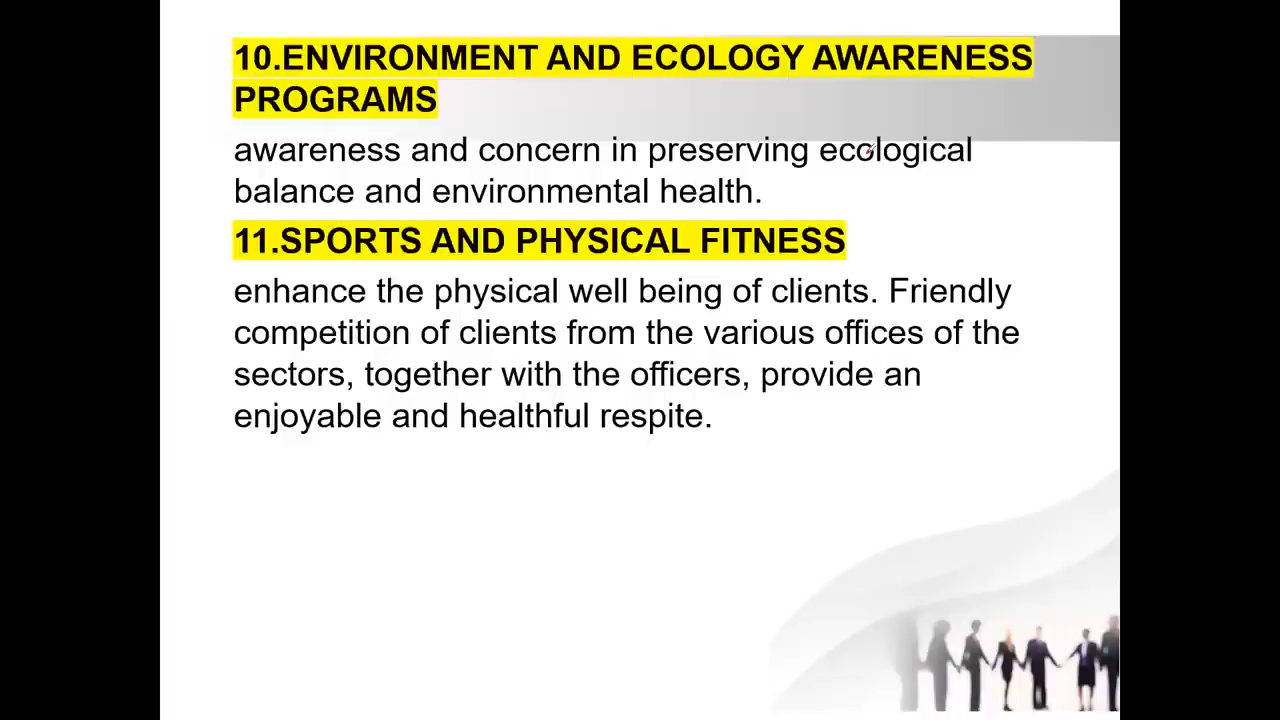 10.ENVIRONMENT AND ECOLOGY AWARENESS
PROGRAMS
awareness and concern in preserving ecological
balance and environmental health.
11.SPORTS AND PHYSICAL FITNESS
enhance the physical well being of clients. Friendly
competition of clients from the various offices of the
sectors, together with the officers, provide an
enjoyable and healthful respite.